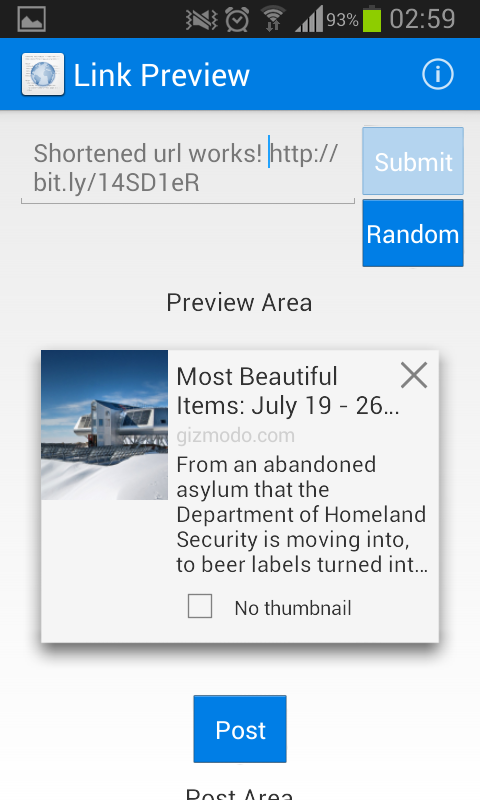 93% 02:59
Link Preview
Shortened url works! http://
bit.ly/14SD1eR
Submit
Random
Preview Area
Most Beautiful
Items: July 19 - 26...
gizmodo.com
From an abandoned
asylum that the
Department of Homeland
Security is moving into,
to beer labels turned int...
No thumbnail
Post
Post Area